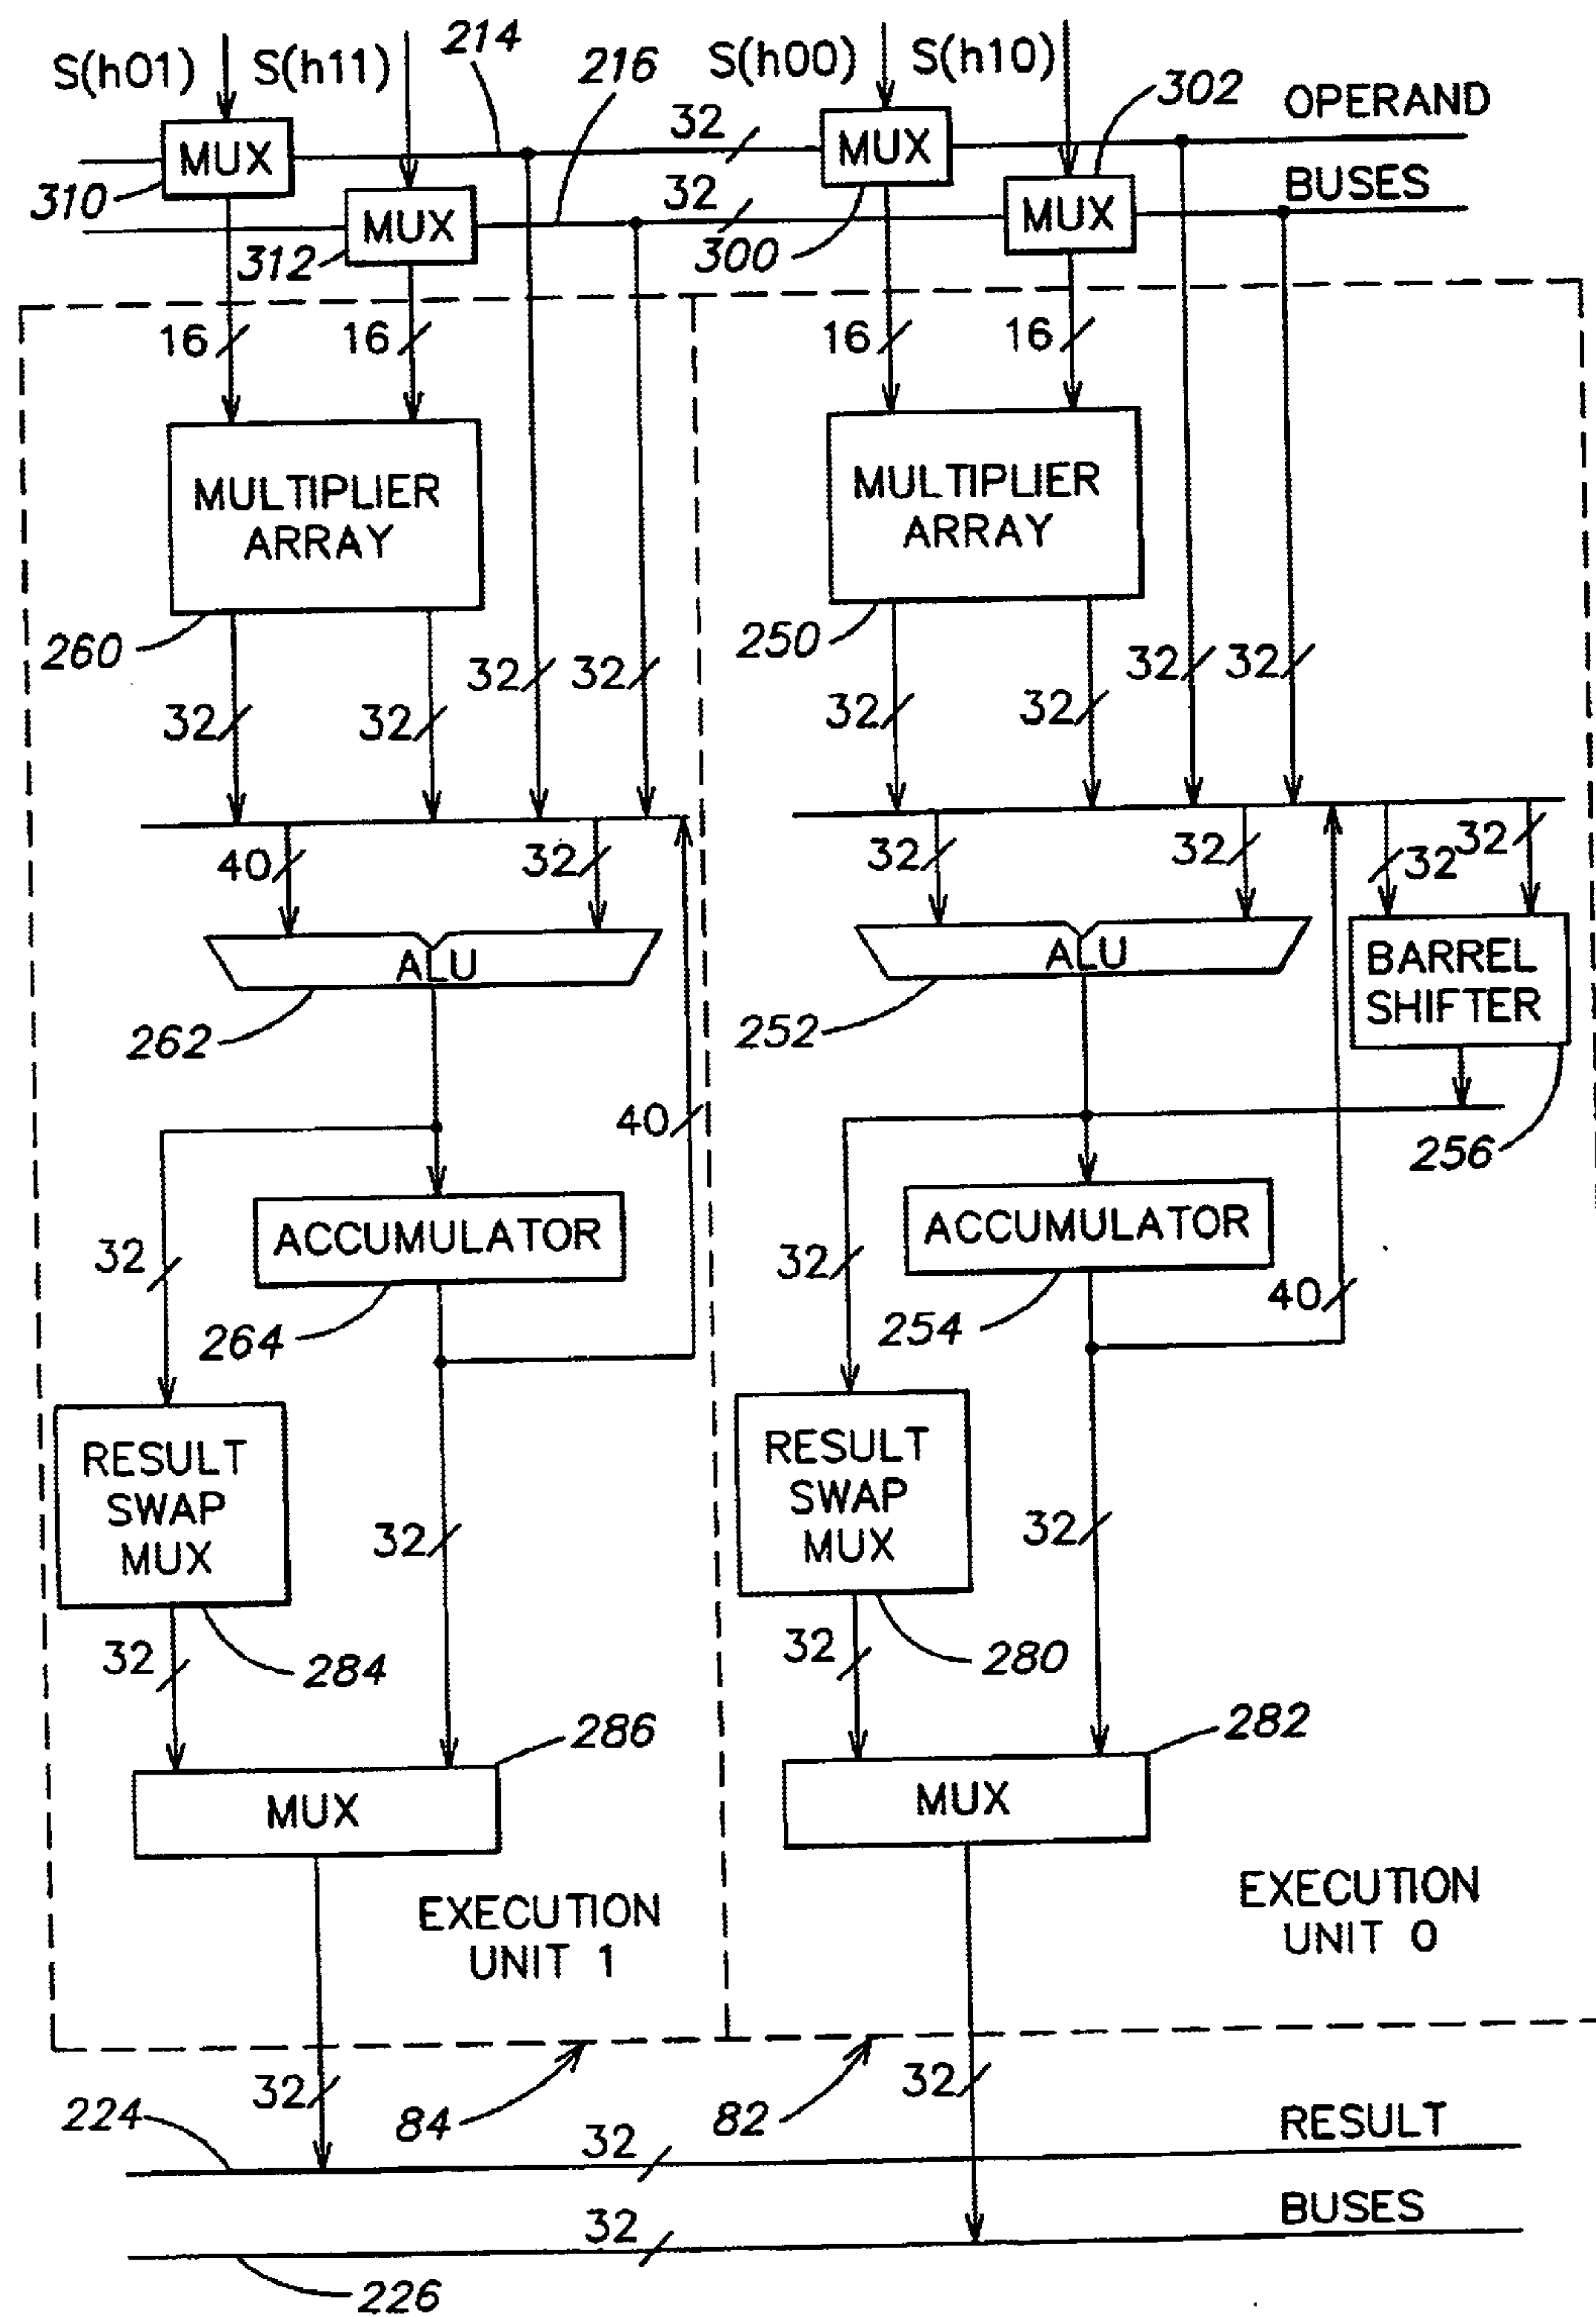 S(h01)
S(h11)
214
216
S(h00)
S(h10)
302
OPERAND
BUSES
MUX
32
MUX
310
MUX
32
MUX
312
300
16
16
16
16
MULTIPLIER
ARRAY
MULTIPLIER
ARRAY
260
250
32
32
32
32
32
32
32
32
40
32
32
32
32
32
ALU
ALU
BARREL
SHIFTER
262
252
40
256
ACCUMULATOR
ACCUMULATOR
32
32
40
264
254
RESULT
SWAP
MUX
RESULT
SWAP
MUX
32
32
32
284
32
280
286
282
MUX
MUX
EXECUTION
UNIT 1
EXECUTION
UNIT 0
32
32
224
84
82
32
RESULT
32
BUSES
226